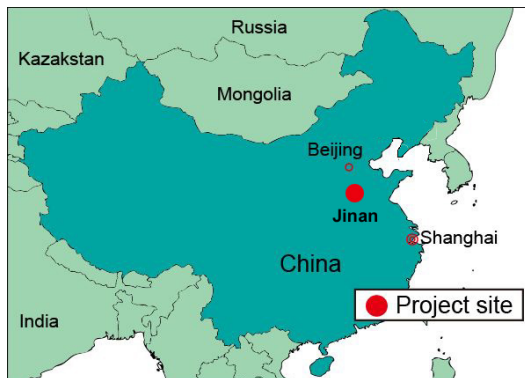 Russia
Kazakstan
Mongolia
Beijing
Jinan
Shanghai
China
India
Project site